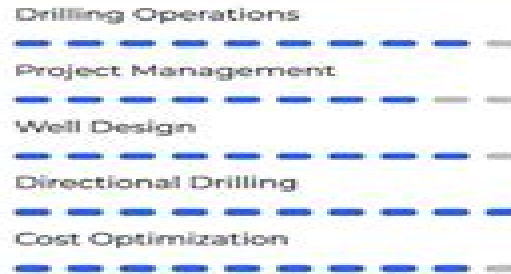 Drilling Operations
Project Management
Well Design
Directional Drilling
Cost Optimization